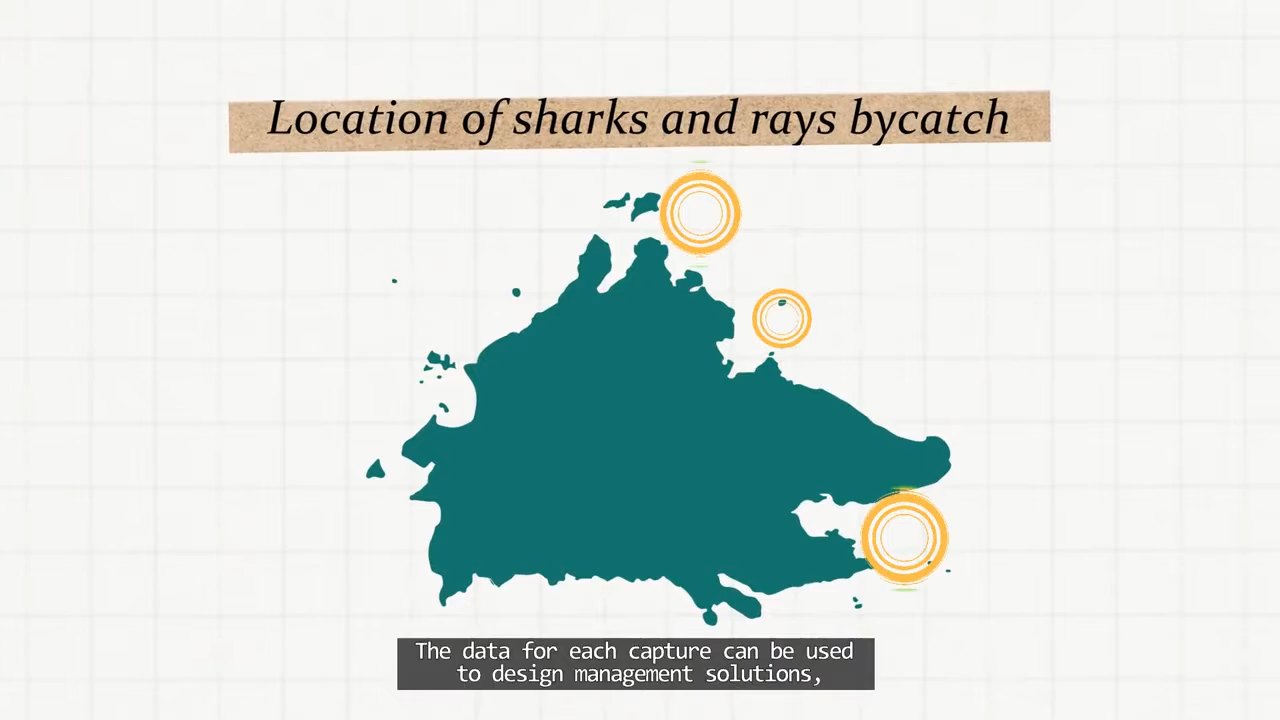 Location of sharks and rays bycatch
The data for each capture can be used
to design management solutions,